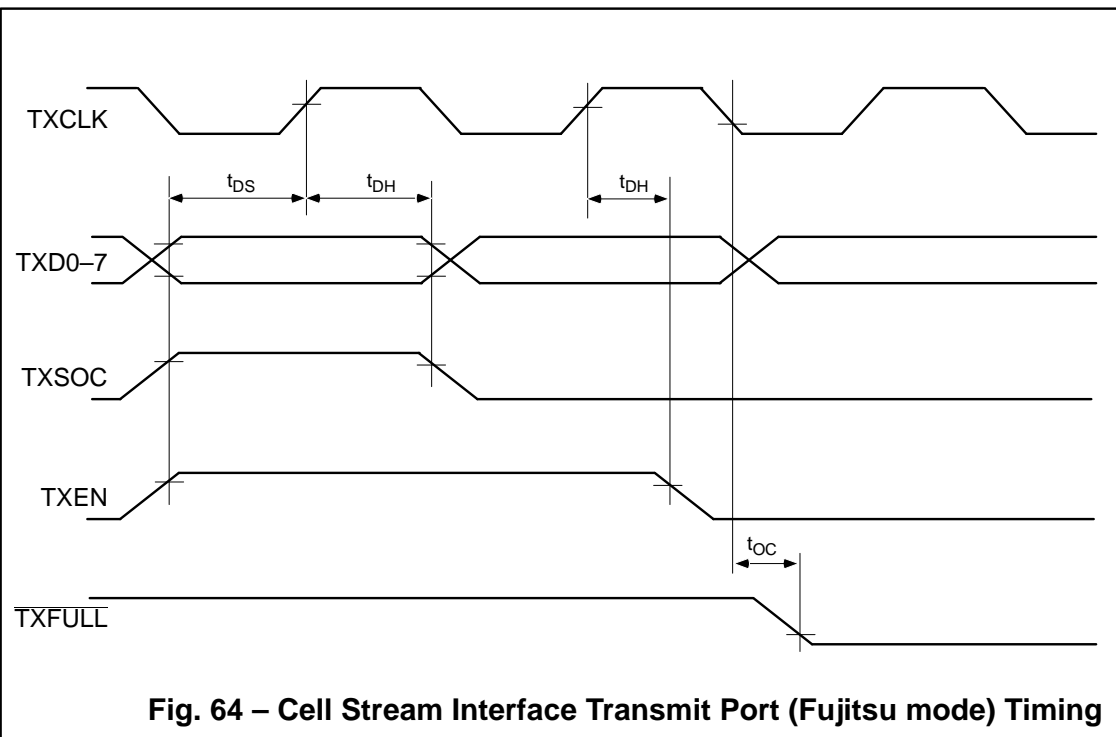 TXCLK
tDS
tDH
tDH
TXD0–7
TXSOC
TXEN
tOC
TXFULL
Fig. 64 – Cell Stream Interface Transmit Port (Fujitsu mode) Timing